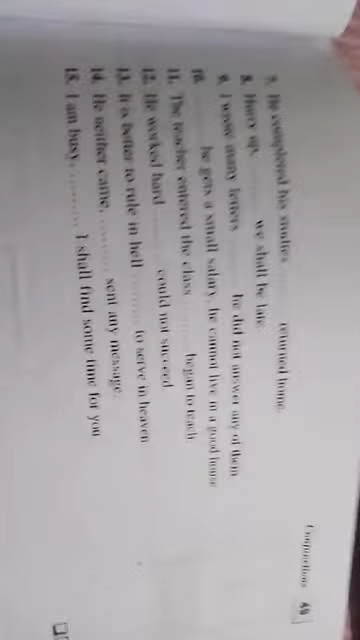 Conjunctions 49
7. He completed his studies ........ returned home.
8. Hurry up, ........ we shall be late.
9. I wrote many letters ........ he did not answer any of them
10. ........ he gets a small salary, he cannot live in a good house
11. The teacher entered the class ........ began to teach.
12. He worked hard ........ could not succeed
13. It is better to rule in hell ........ to serve in heaven
14. He neither came, ........ sent any message.
15. I am busy, ........ I shall find some time for you